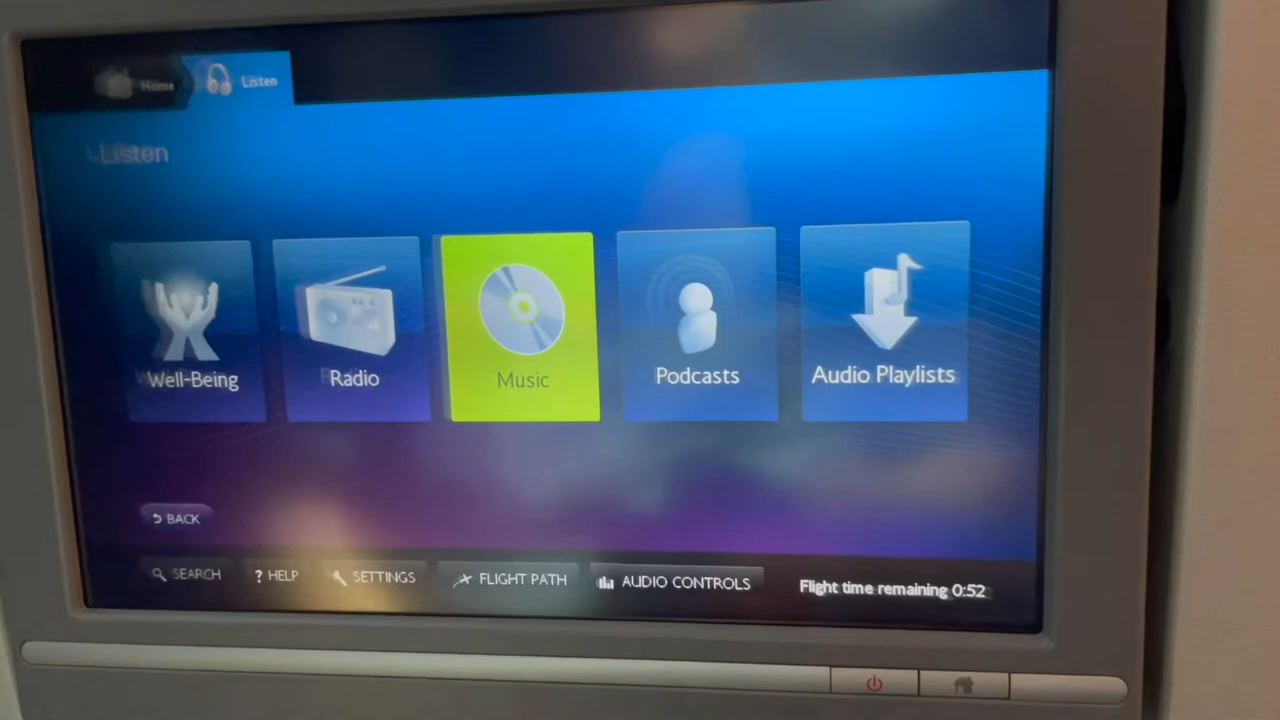 Home
Listen
Listen
Well-Being
Radio
Music
Podcasts
Audio Playlists
BACK
SEARCH
? HELP
SETTINGS
FLIGHT PATH
AUDIO CONTROLS
Flight time remaining 0:52